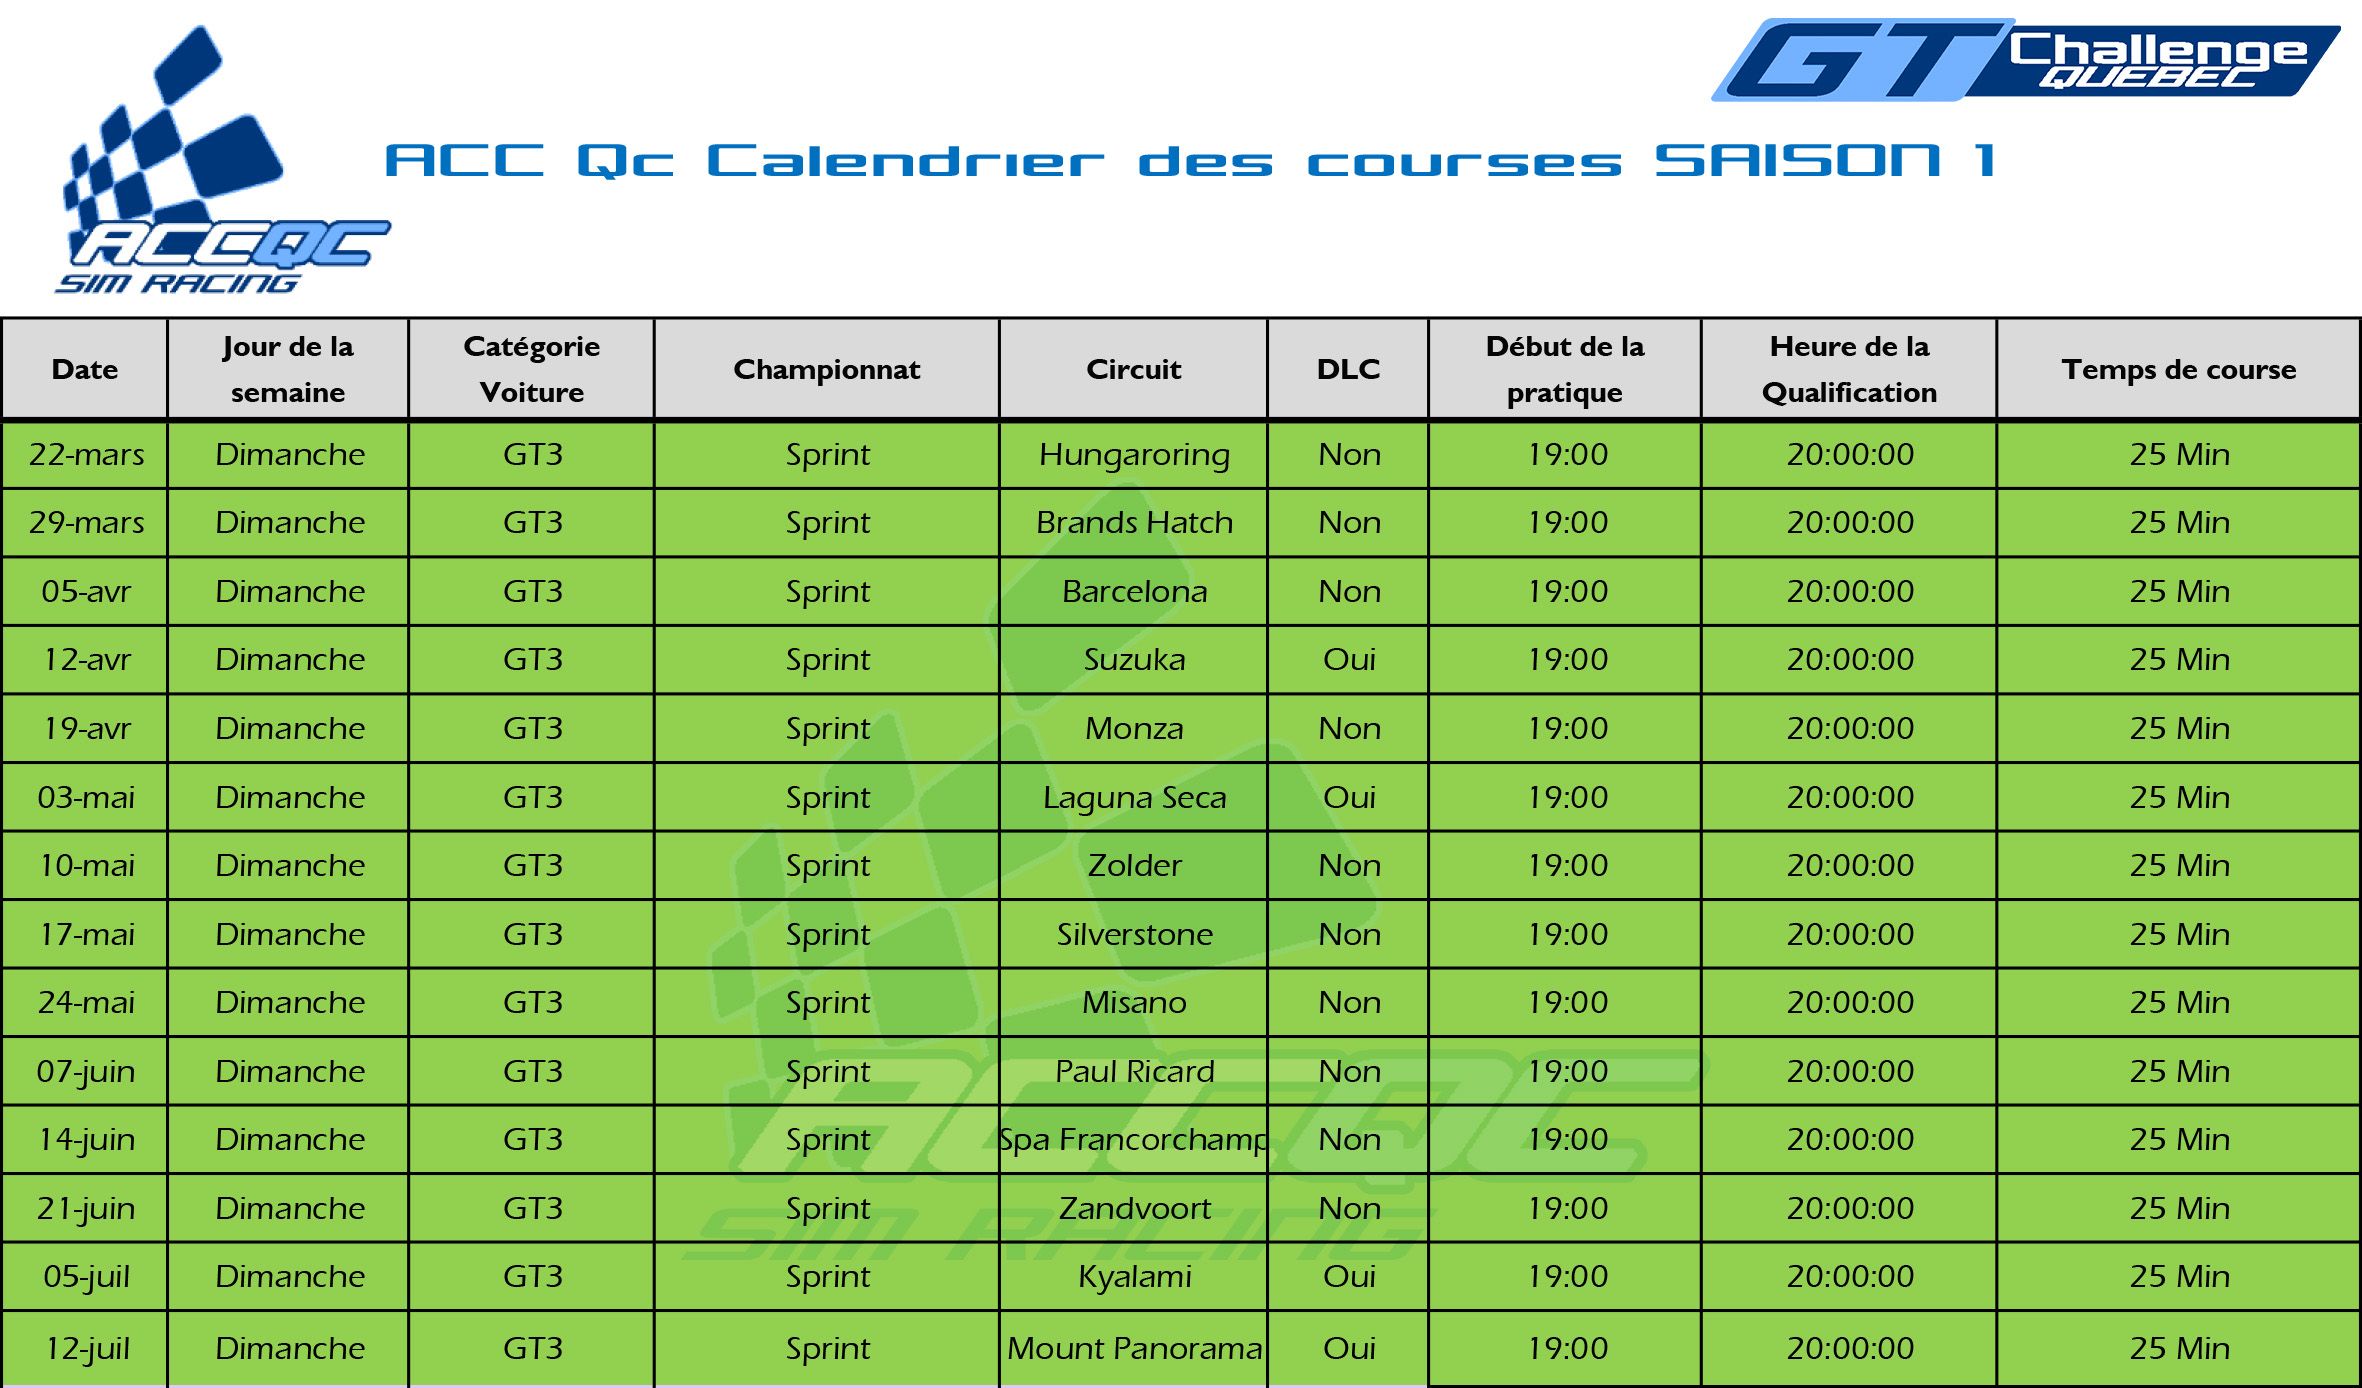 GT Challenge
QUEBEC
ACC Qc Calendrier des courses SAISON 1
ACCQC
SIM RACING
Date Jour de la semaine Catégorie Voiture Championnat Circuit DLC Début de la pratique Heure de la Qualification Temps de course
22-mars Dimanche GT3 Sprint Hungaroring Non 19:00 20:00:00 25 Min
29-mars Dimanche GT3 Sprint Brands Hatch Non 19:00 20:00:00 25 Min
05-avr Dimanche GT3 Sprint Barcelona Non 19:00 20:00:00 25 Min
12-avr Dimanche GT3 Sprint Suzuka Oui 19:00 20:00:00 25 Min
19-avr Dimanche GT3 Sprint Monza Non 19:00 20:00:00 25 Min
03-mai Dimanche GT3 Sprint Laguna Seca Oui 19:00 20:00:00 25 Min
10-mai Dimanche GT3 Sprint Zolder Non 19:00 20:00:00 25 Min
17-mai Dimanche GT3 Sprint Silverstone Non 19:00 20:00:00 25 Min
24-mai Dimanche GT3 Sprint Misano Non 19:00 20:00:00 25 Min
07-juin Dimanche GT3 Sprint Paul Ricard Non 19:00 20:00:00 25 Min
14-juin Dimanche GT3 Sprint Spa Francorchamp Non 19:00 20:00:00 25 Min
21-juin Dimanche GT3 Sprint Zandvoort Non 19:00 20:00:00 25 Min
05-juil Dimanche GT3 Sprint Kyalami Oui 19:00 20:00:00 25 Min
12-juil Dimanche GT3 Sprint Mount Panorama Oui 19:00 20:00:00 25 Min
ACCQC
SIM RACING